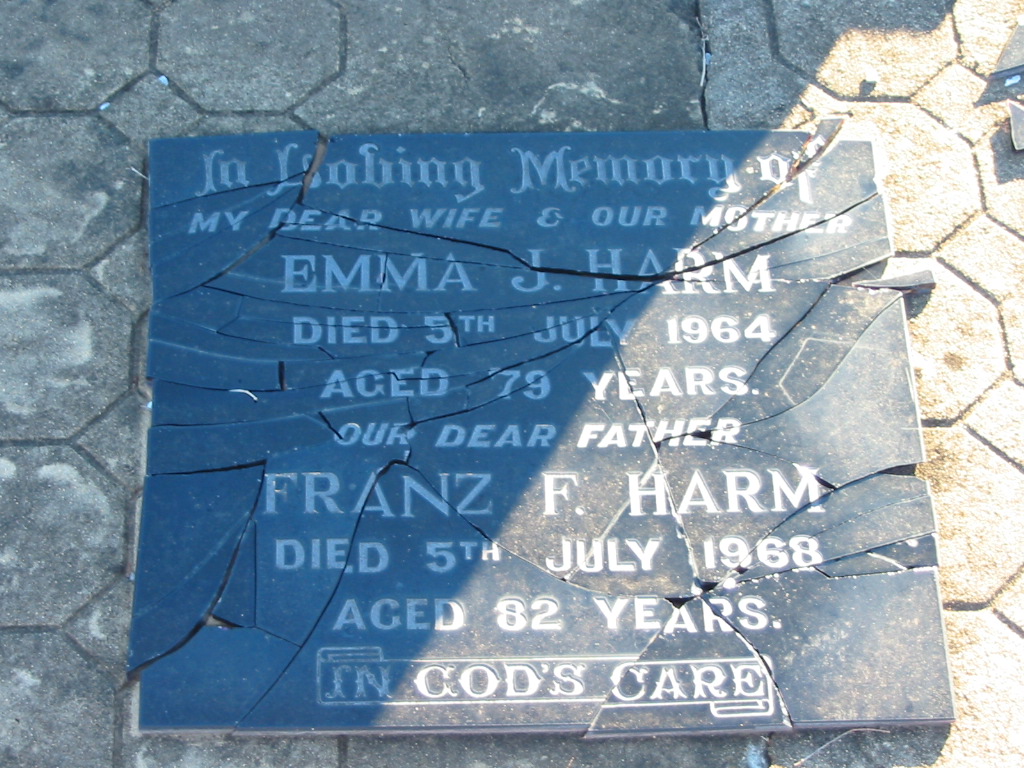 In Loving Memory of
MY DEAR WIFE & OUR MOTHER
EMMA J. HARM
DIED 5TH JULY 1964
AGED 79 YEARS.
OUR DEAR FATHER
FRANZ F. HARM
DIED 5TH JULY 1968
AGED 82 YEARS.
IN GOD'S CARE